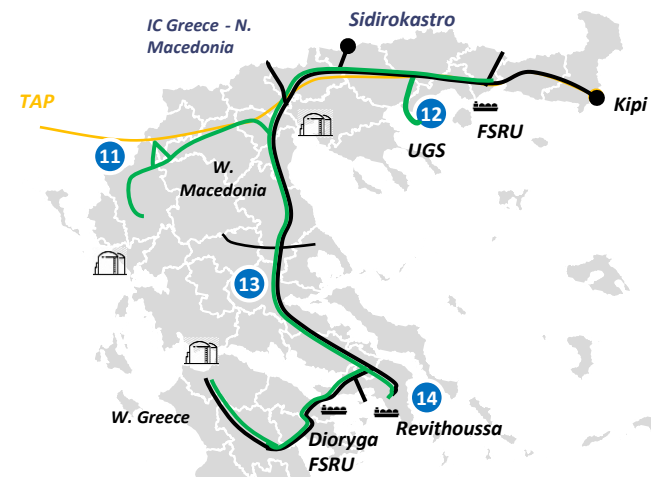 IC Greece - N.
Macedonia
Sidirokastro
TAP
Kipi
12
FSRU
UGS
11
W.
Macedonia
13
14
W. Greece
Revithoussa
Dioryga
FSRU